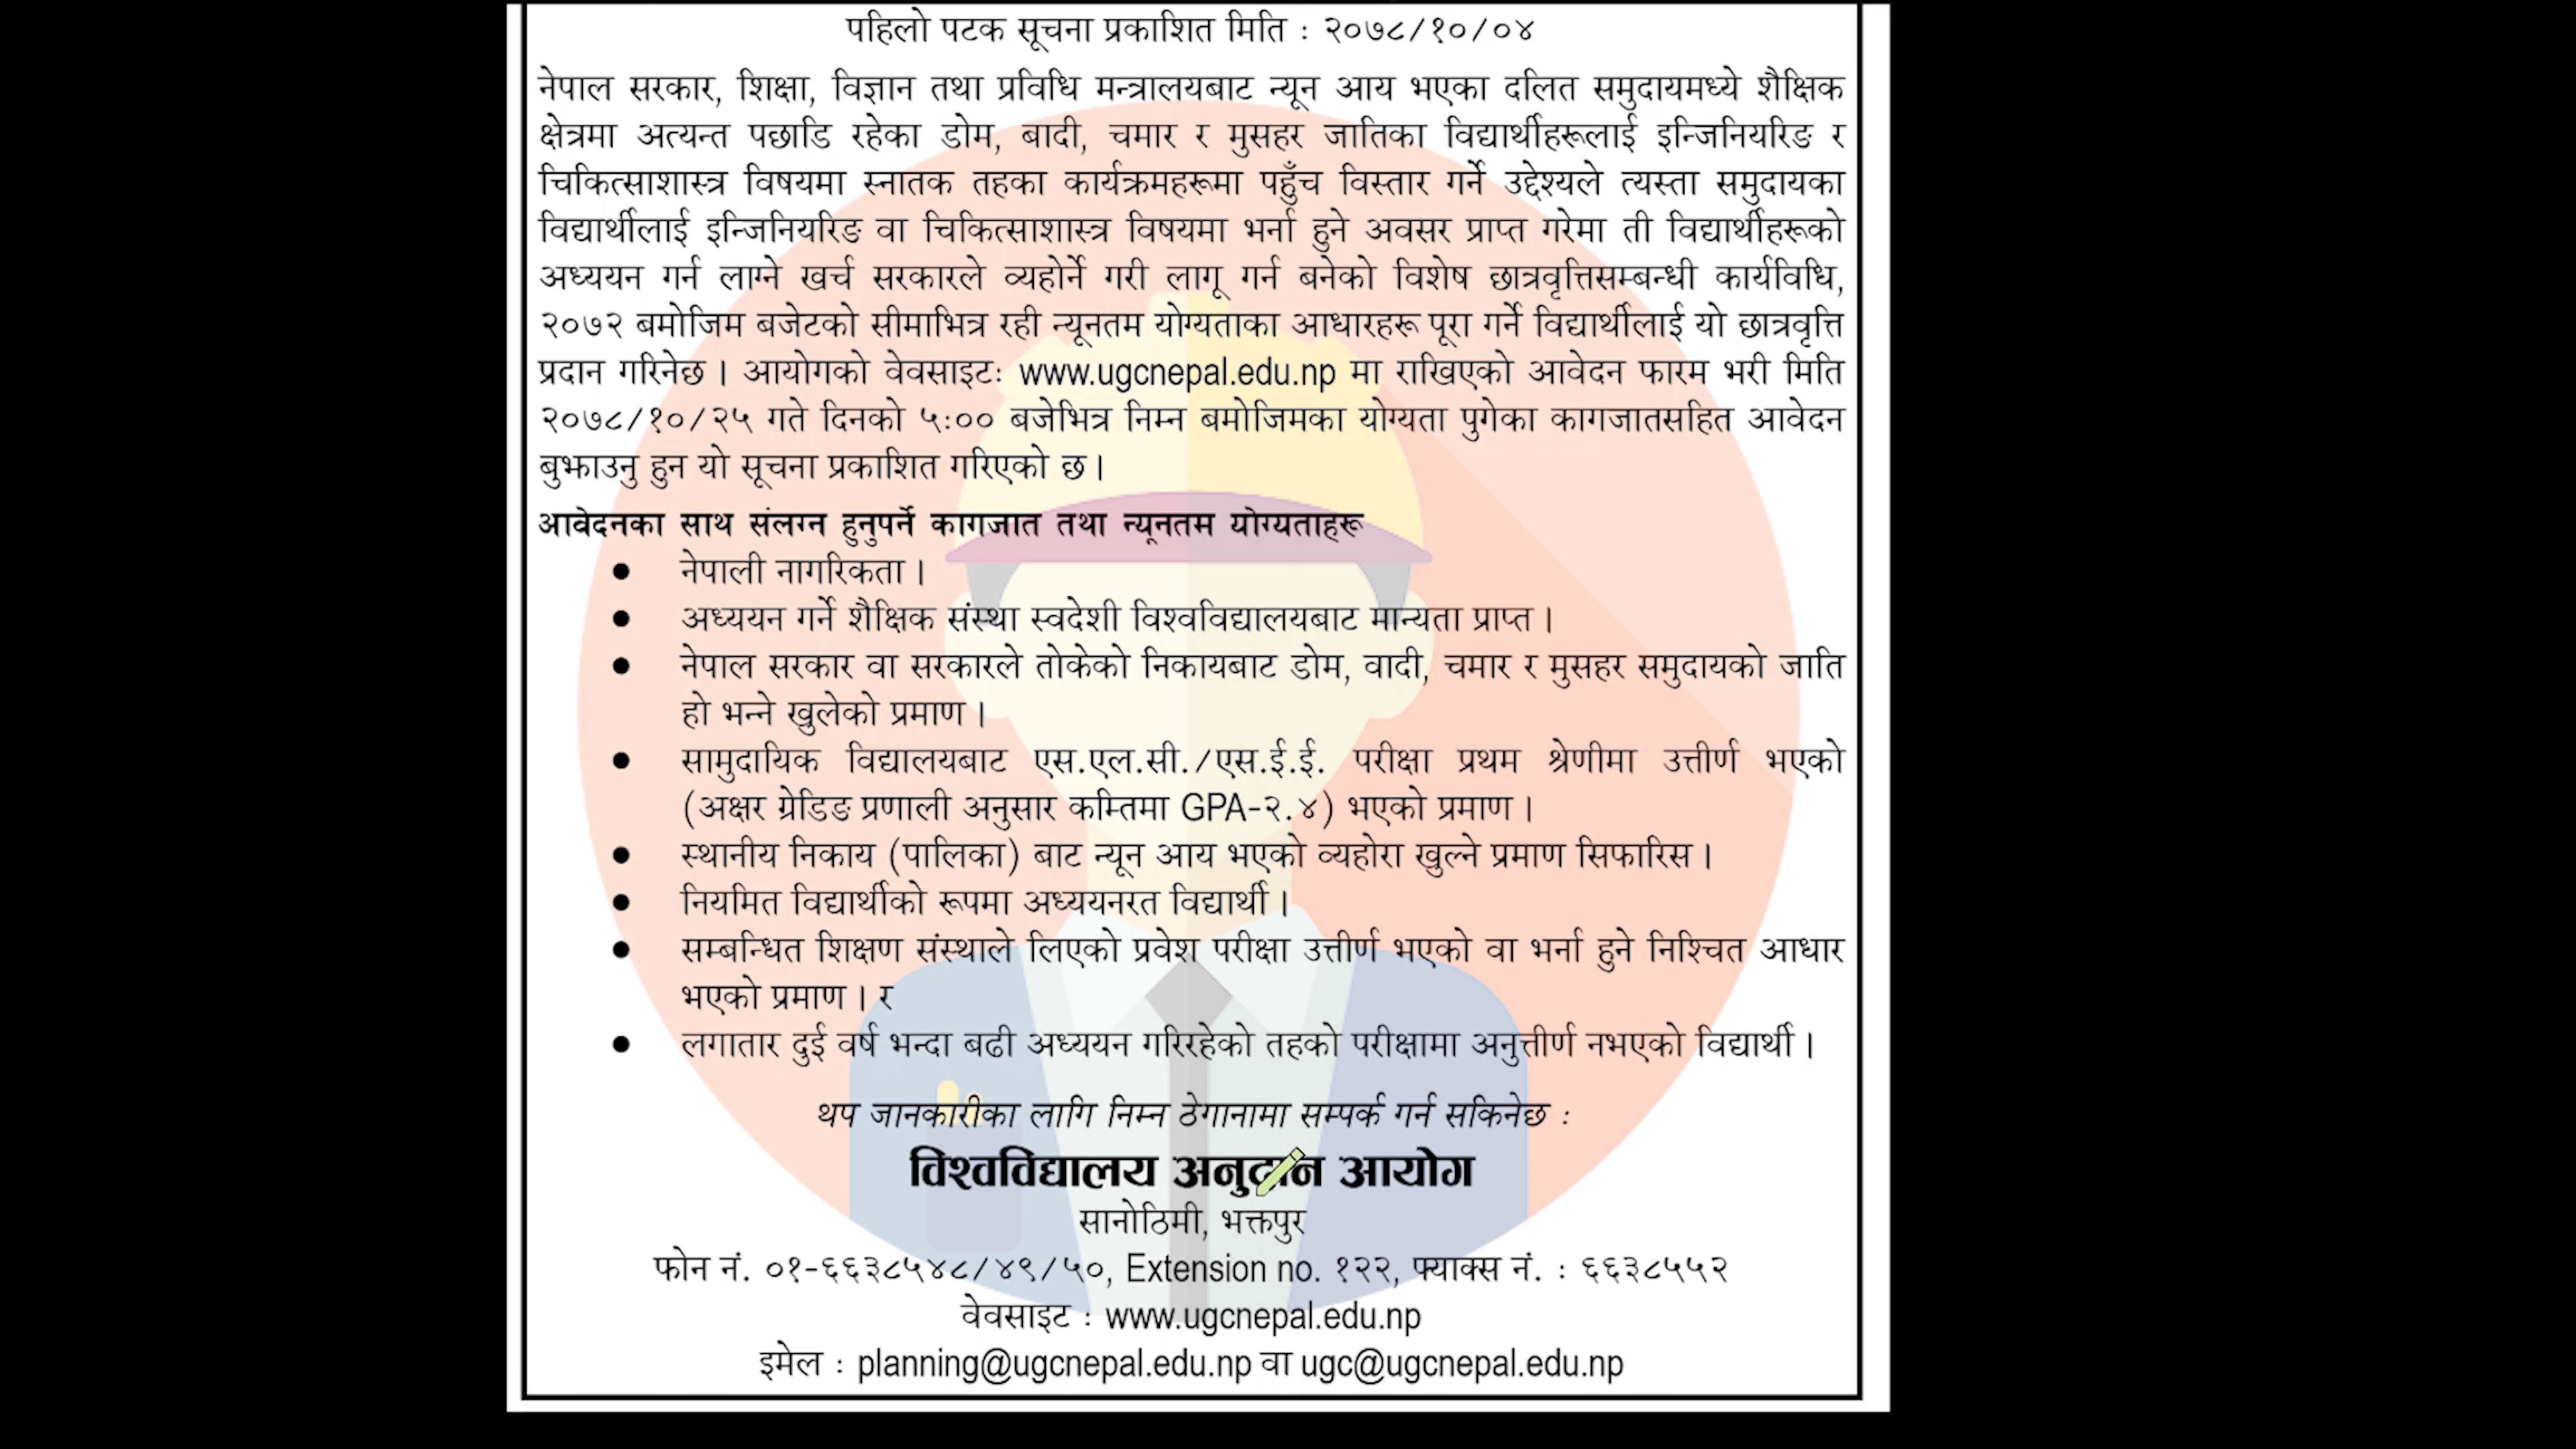 पहिलो पटक सूचना प्रकाशित मिति : २०७८/१०/०४
नेपाल सरकार, शिक्षा, विज्ञान तथा प्रविधि मन्त्रालयबाट न्यून आय भएका दलित समुदायमध्ये शैक्षिक
क्षेत्रमा अत्यन्त पछाडि रहेका डोम, बादी, चमार र मुसहर जातिका विद्यार्थीहरूलाई इन्जिनियरिङ र
चिकित्साशास्त्र विषयमा स्नातक तहका कार्यक्रमहरूमा पहुँच विस्तार गर्ने उद्देश्यले त्यस्ता समुदायका
विद्यार्थीलाई इन्जिनियरिङ वा चिकित्साशास्त्र विषयमा भर्ना हुने अवसर प्राप्त गरेमा ती विद्यार्थीहरूको
अध्ययन गर्न लाग्ने खर्च सरकारले व्यहोर्ने गरी लागू गर्न बनेको विशेष छात्रवृत्तिसम्बन्धी कार्यविधि,
२०७२ बमोजिम बजेटको सीमाभित्र रही न्यूनतम योग्यताका आधारहरू पूरा गर्ने विद्यार्थीलाई यो छात्रवृत्ति
प्रदान गरिनेछ । आयोगको वेवसाइटः www.ugcnepal.edu.np मा राखिएको आवेदन फारम भरी मिति
२०७८/१०/२५ गते दिनको ५:०० बजेभित्र निम्न बमोजिमका योग्यता पुगेका कागजातसहित आवेदन
बुझाउनु हुन यो सूचना प्रकाशित गरिएको छ ।
आवेदनका साथ संलग्न हुनुपर्ने कागजात तथा न्यूनतम योग्यताहरू
● नेपाली नागरिकता ।
● अध्ययन गर्ने शैक्षिक संस्था स्वदेशी विश्वविद्यालयबाट मान्यता प्राप्त ।
● नेपाल सरकार वा सरकारले तोकेको निकायबाट डोम, वादी, चमार र मुसहर समुदायको जाति
हो भन्ने खुलेको प्रमाण ।
● सामुदायिक विद्यालयबाट एस.एल.सी./एस.ई.ई. परीक्षा प्रथम श्रेणीमा उत्तीर्ण भएको
(अक्षर ग्रेडिङ प्रणाली अनुसार कम्तिमा GPA-२.४) भएको प्रमाण ।
● स्थानीय निकाय (पालिका) बाट न्यून आय भएको व्यहोरा खुल्ने प्रमाण सिफारिस ।
● नियमित विद्यार्थीको रूपमा अध्ययनरत विद्यार्थी ।
● सम्बन्धित शिक्षण संस्थाले लिएको प्रवेश परीक्षा उत्तीर्ण भएको वा भर्ना हुने निश्चित आधार
भएको प्रमाण । र
● लगातार दुई वर्ष भन्दा बढी अध्ययन गरिरहेको तहको परीक्षामा अनुत्तीर्ण नभएको विद्यार्थी ।
थप जानकारीका लागि निम्न ठेगानामा सम्पर्क गर्न सकिनेछ :
विश्वविद्यालय अनुदान आयोग
सानोठिमी, भक्तपुर
फोन नं. ०१-६६३८५४८/४९/५०, Extension no. १२२, फ्याक्स नं. : ६६३८५५२
वेवसाइट : www.ugcnepal.edu.np
इमेल : planning@ugcnepal.edu.np वा ugc@ugcnepal.edu.np